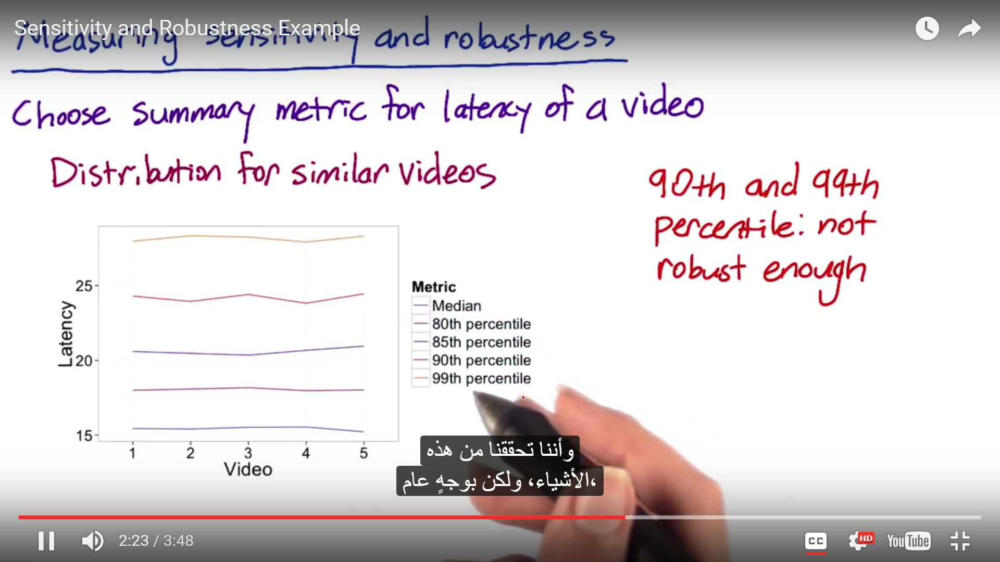 Sensitivity and Robustness Example
Measuring sensitivity and robustness
Choose summary metric for latency of a video
Distribution for similar videos
90th and 99th
percentile: not
robust enough
25
20
15
Latency
1 2 3 4 5
Video
Metric
Median
80th percentile
85th percentile
90th percentile
99th percentile
وأننا تحققنا من هذه
الأشياء، ولكن بوجهٍ عام،
2:23 / 3:48
CC
HD
YouTube